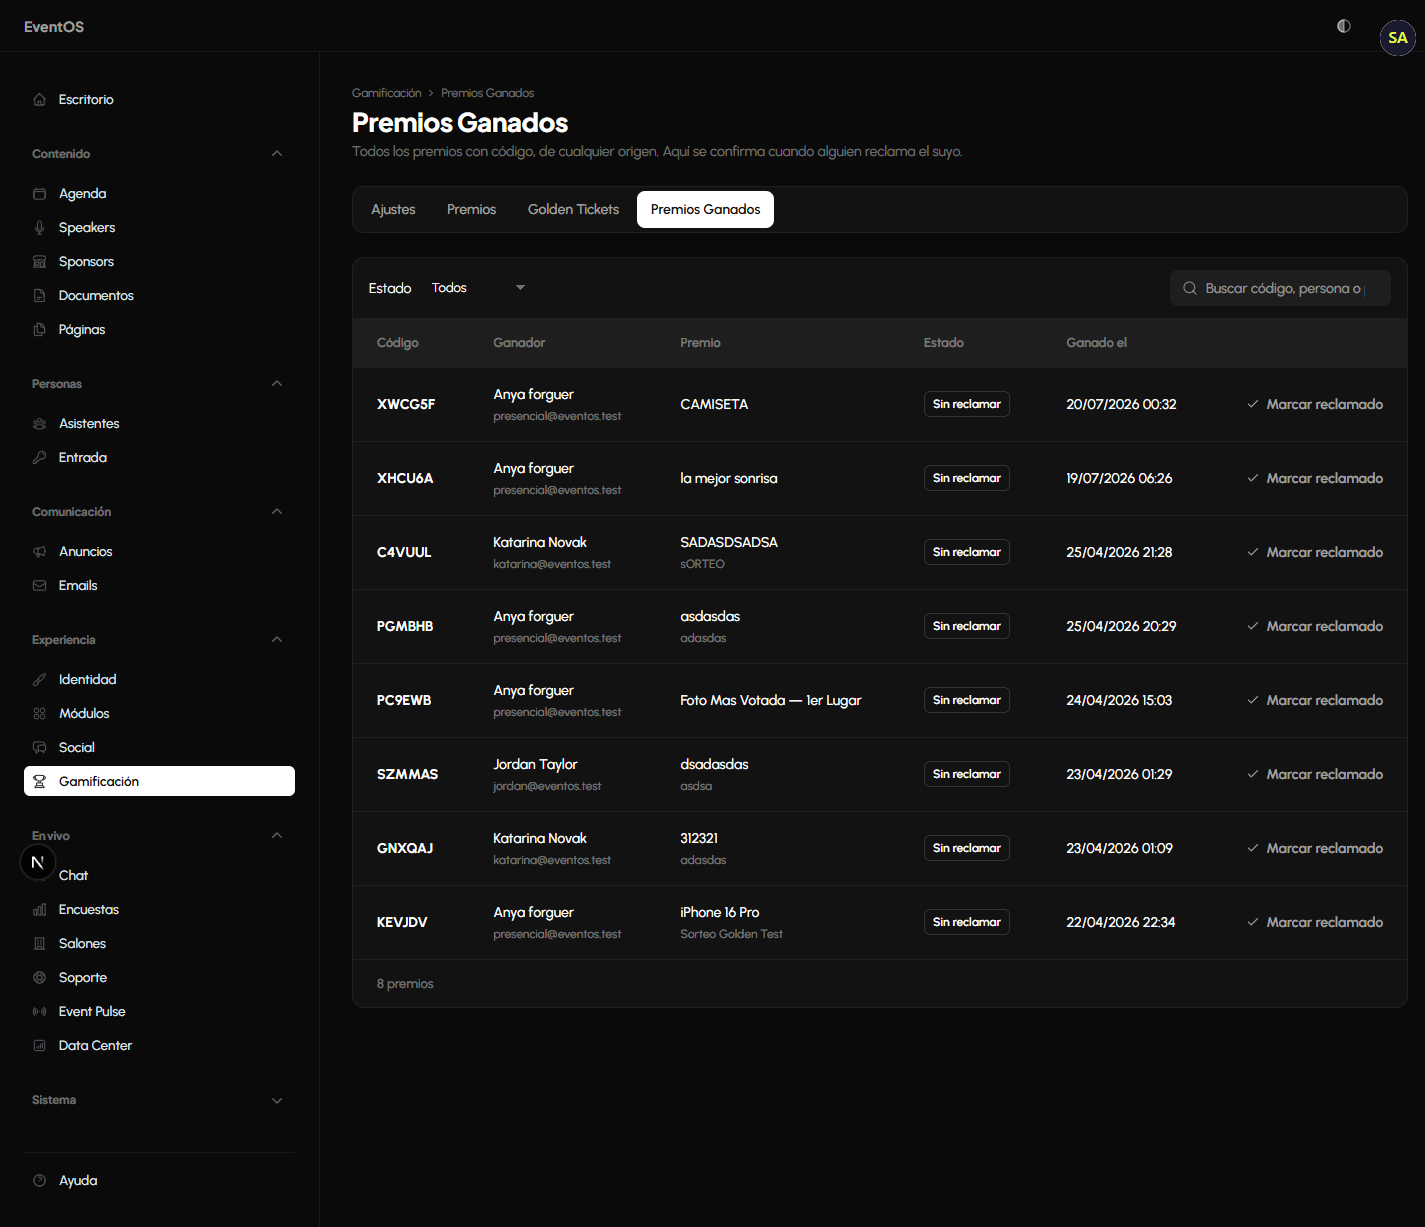 EventOS
SA
Escritorio
Contenido
Agenda
Speakers
Sponsors
Documentos
Páginas
Personas
Asistentes
Entrada
Comunicación
Anuncios
Emails
Experiencia
Identidad
Módulos
Social
Gamificación
En vivo
N
Chat
Encuestas
Salones
Soporte
Event Pulse
Data Center
Sistema
Ayuda
Gamificación > Premios Ganados
Premios Ganados
Todos los premios con código, de cualquier origen. Aquí se confirma cuando alguien reclama el suyo.
Ajustes Premios Golden Tickets Premios Ganados
Estado Todos Buscar código, persona o
Código Ganador Premio Estado Ganado el
XWCG5F Anya forguer CAMISETA Sin reclamar 20/07/2026 00:32 Marcar reclamado
presencial@eventos.test
XHCU6A Anya forguer la mejor sonrisa Sin reclamar 19/07/2026 06:26 Marcar reclamado
presencial@eventos.test
C4VUUL Katarina Novak SADASDSADSA Sin reclamar 25/04/2026 21:28 Marcar reclamado
katarina@eventos.test sORTEO
PGMBHB Anya forguer asdasdas Sin reclamar 25/04/2026 20:29 Marcar reclamado
presencial@eventos.test adasdas
PC9EWB Anya forguer Foto Mas Votada — 1er Lugar Sin reclamar 24/04/2026 15:03 Marcar reclamado
presencial@eventos.test
SZMMAS Jordan Taylor dsadasdas Sin reclamar 23/04/2026 01:29 Marcar reclamado
jordan@eventos.test asdsa
GNXQAJ Katarina Novak 312321 Sin reclamar 23/04/2026 01:09 Marcar reclamado
katarina@eventos.test adasdas
KEVJDV Anya forguer iPhone 16 Pro Sin reclamar 22/04/2026 22:34 Marcar reclamado
presencial@eventos.test Sorteo Golden Test
8 premios